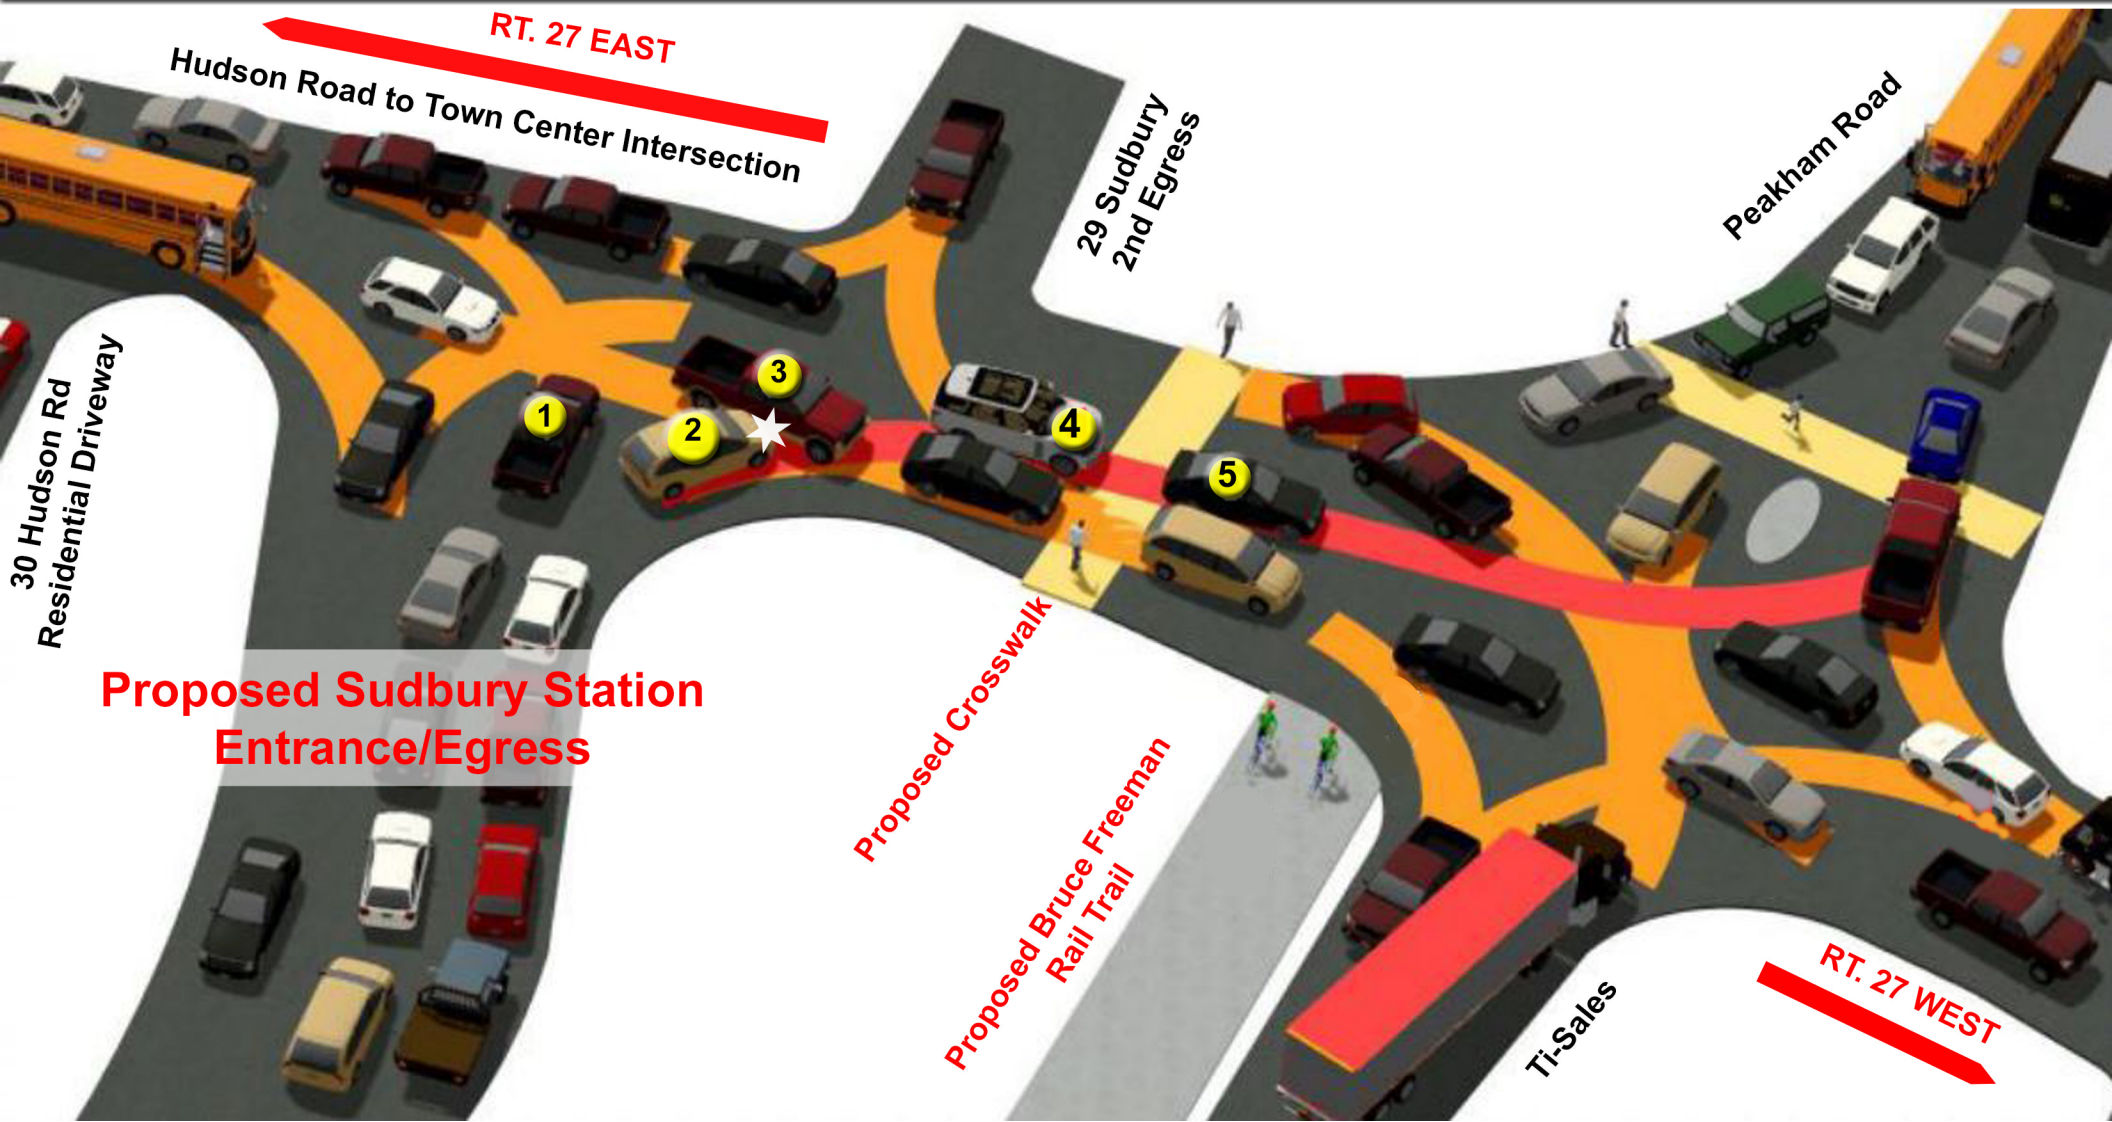 RT. 27 EAST
Hudson Road to Town Center Intersection
29 Sudbury
2nd Egress
Peakham Road
30 Hudson Rd
Residential Driveway
1
2
3
4
5
Proposed Sudbury Station
Entrance/Egress
Proposed Crosswalk
Proposed Bruce Freeman
Rail Trail
Ti-Sales
RT. 27 WEST